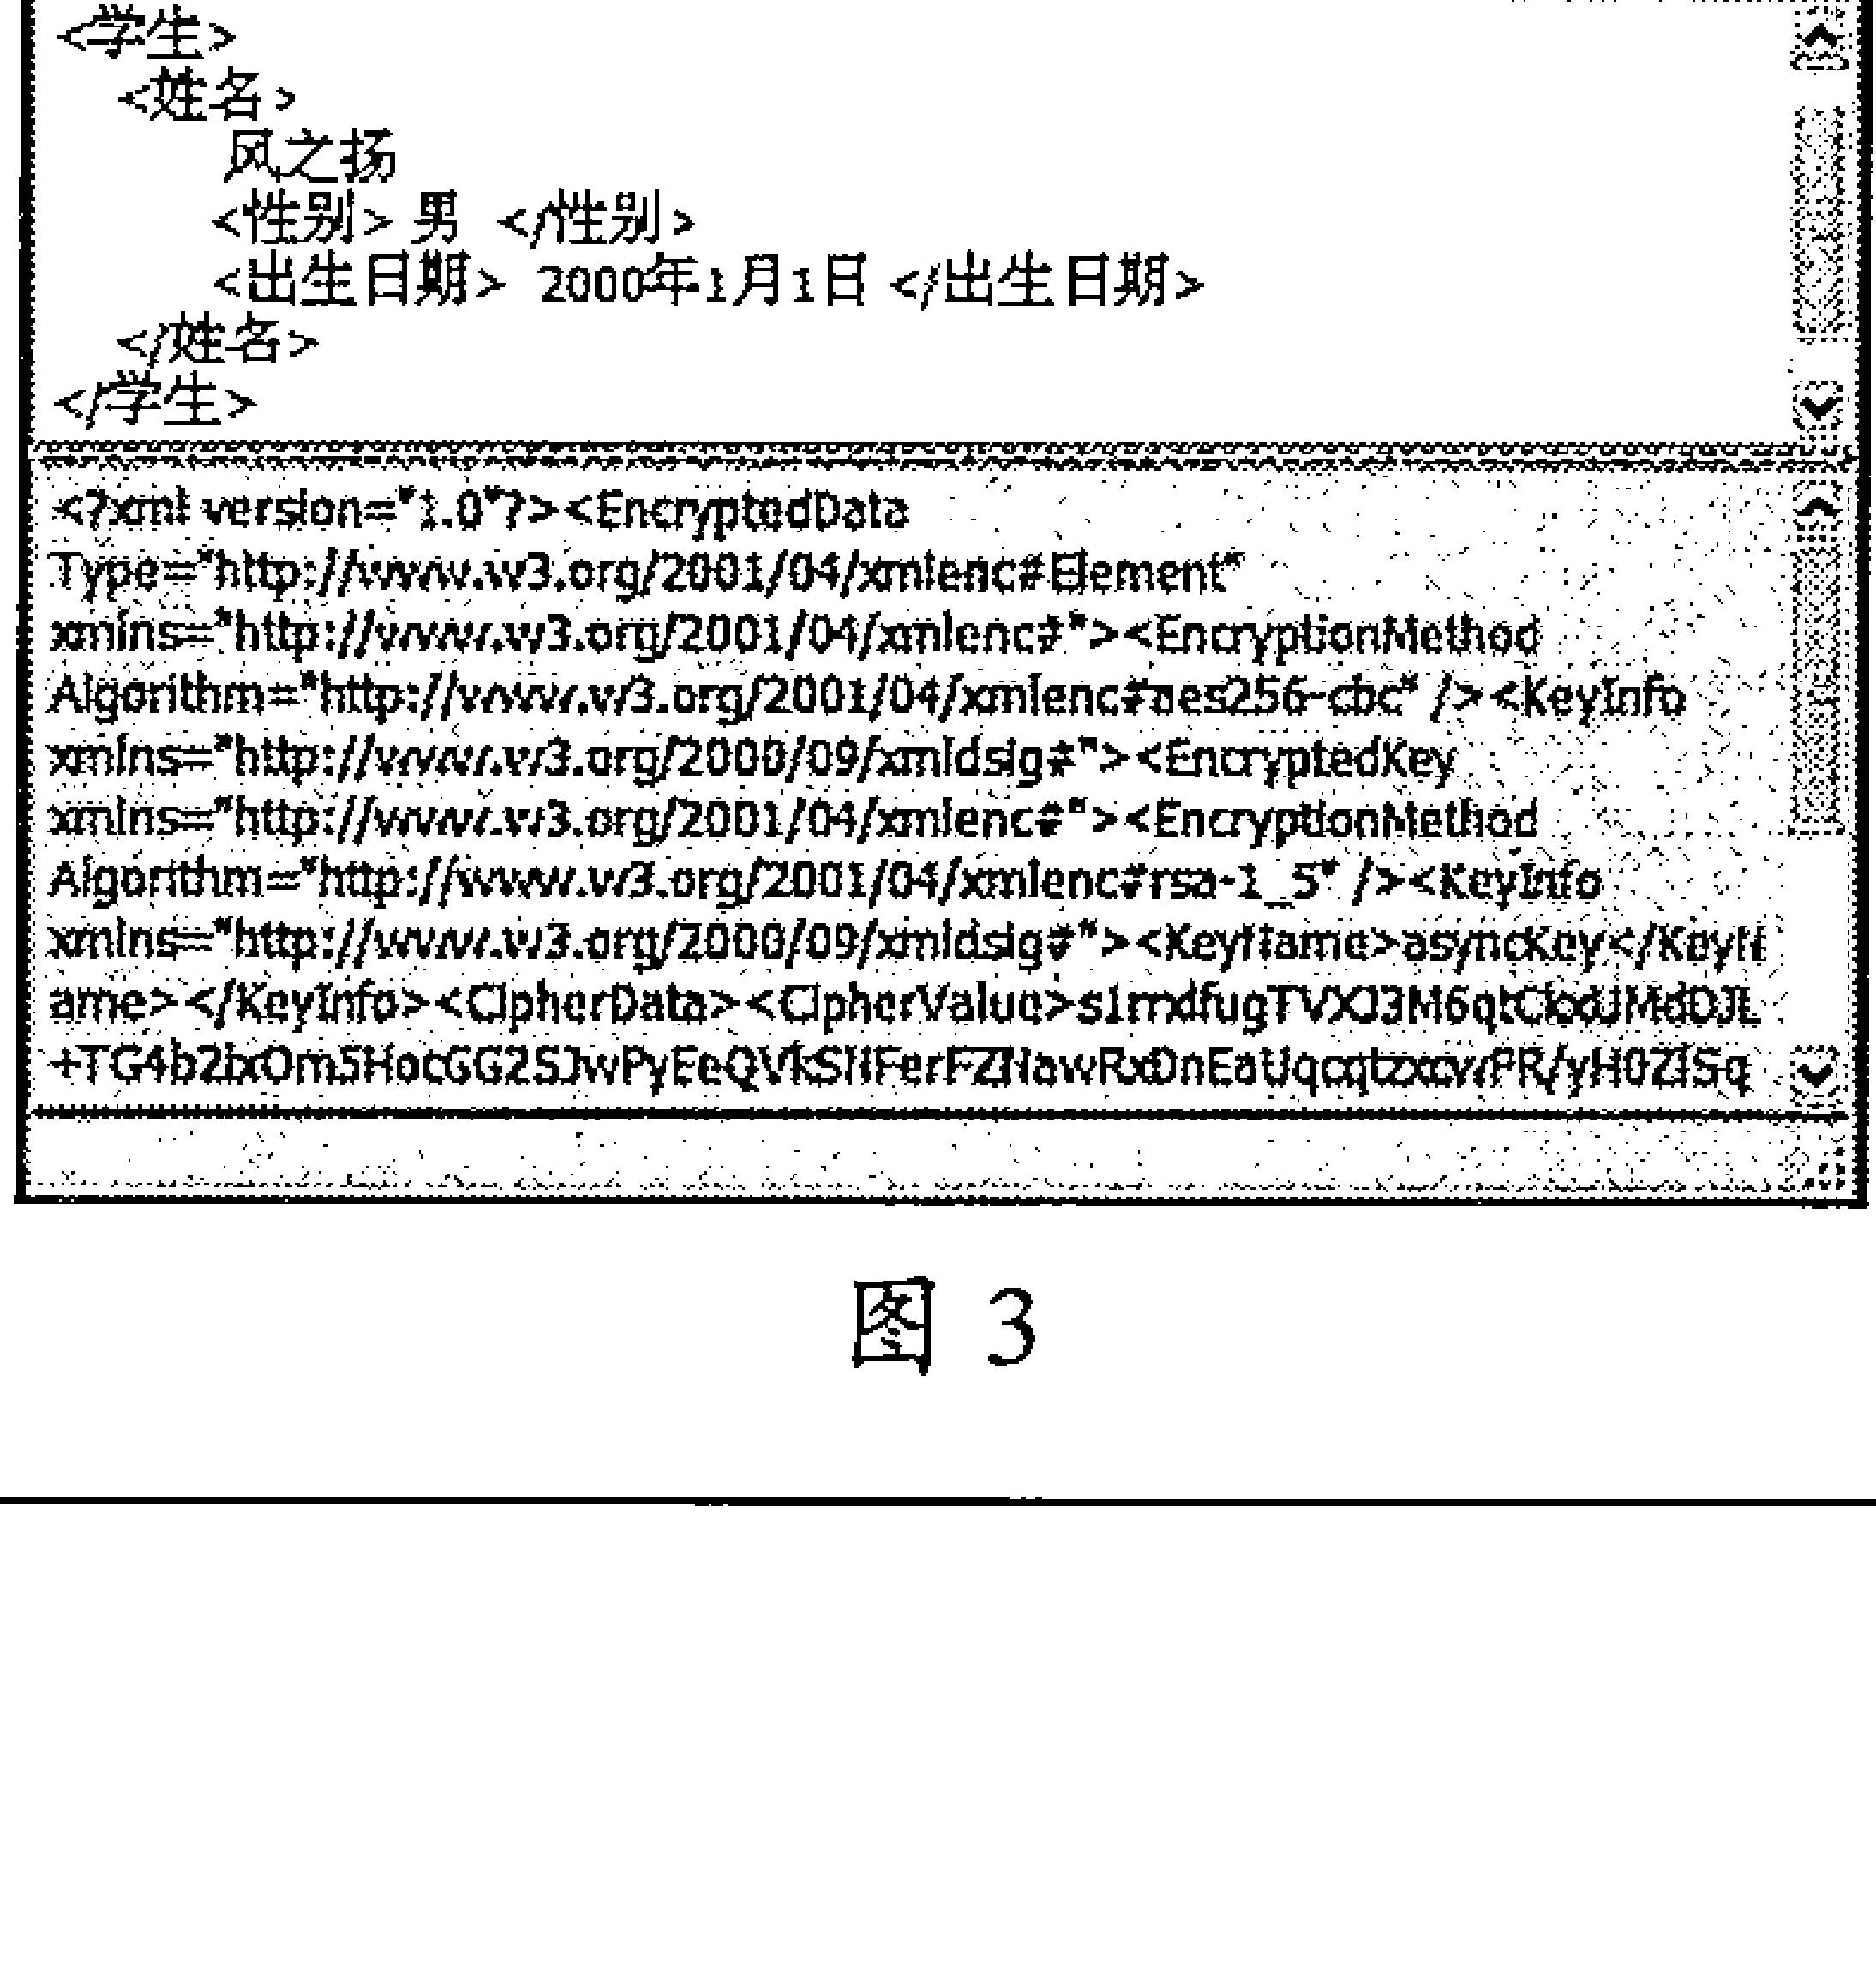 <学生>
<姓名>
风之扬
<性别> 男 </性别>
<出生日期> 2000年1月1日 </出生日期>
</姓名>
</学生>
<?xml version="1.0"?><EncryptedData
Type="http://www.w3.org/2001/04/xmlenc#Element"
xmlns="http://www.w3.org/2001/04/xmlenc#"><EncryptionMethod
Algorithm="http://www.w3.org/2001/04/xmlenc#aes256-cbc" /><KeyInfo
xmlns="http://www.w3.org/2000/09/xmldsig#"><EncryptedKey
xmlns="http://www.w3.org/2001/04/xmlenc#"><EncryptionMethod
Algorithm="http://www.w3.org/2001/04/xmlenc#rsa-1_5" /><KeyInfo
xmlns="http://www.w3.org/2000/09/xmldsig#"><KeyName>asyncKey</KeyN
ame></KeyInfo><CipherData><CipherValue>
图 3